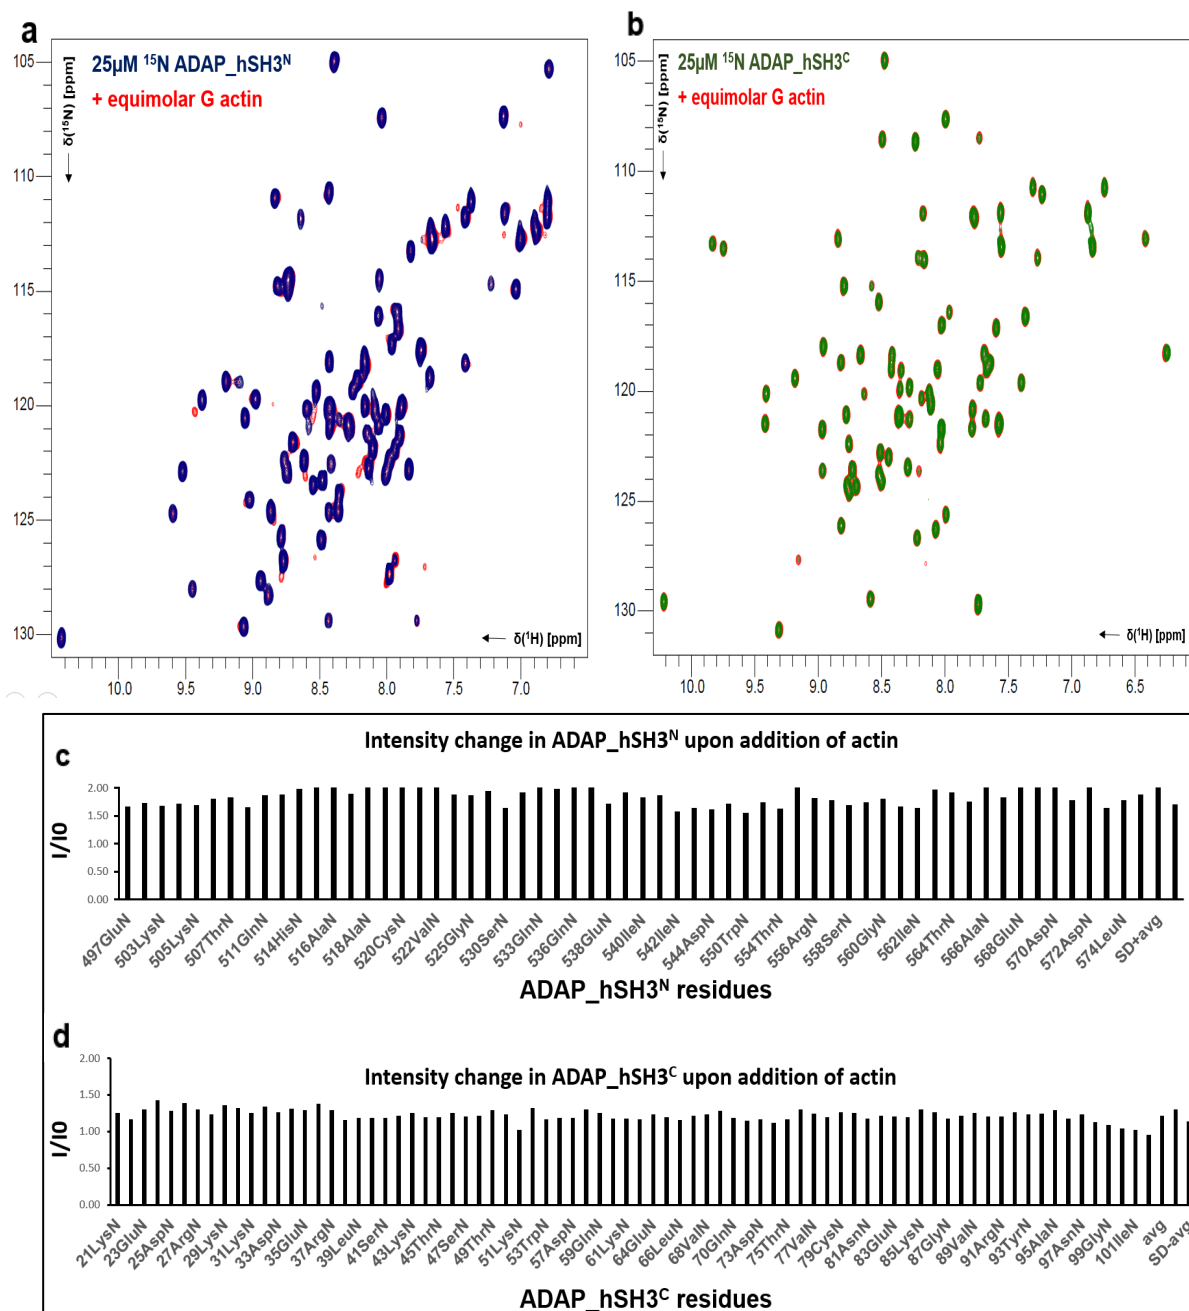 a
25µM ¹⁵N ADAP_hSH3ᴺ
+ equimolar G actin
δ(¹⁵N) [ppm]
105
110
115
120
125
130
δ(¹H) [ppm]
10.0 9.5 9.0 8.5 8.0 7.5 7.0
b
25µM ¹⁵N ADAP_hSH3ᶜ
+ equimolar G actin
δ(¹⁵N) [ppm]
105
110
115
120
125
130
δ(¹H) [ppm]
10.0 9.5 9.0 8.5 8.0 7.5 7.0 6.5
c
Intensity change in ADAP_hSH3ᴺ upon addition of actin
I/I0
2.00
1.50
1.00
0.50
0.00
497GluN 503LysN 505LysN 507ThrN 511GlnN 514HisN 516AlaN 518AlaN 520CysN 522ValN 525GlyN 530SerN 533GlnN 536GlnN 538GluN 540IleN 542IleN 544AspN 550TrpN 554ThrN 556ArgN 558SerN 560GlyN 562IleN 564ThrN 566AlaN 568GluN 570AspN 572AspN 574LeuN SD+avg
ADAP_hSH3ᴺ residues
d
Intensity change in ADAP_hSH3ᶜ upon addition of actin
I/I0
2.00
1.50
1.00
0.50
0.00
21LysN 23GluN 25AspN 27ArgN 29LysN 31LysN 33AspN 35GluN 37ArgN 39LeuN 41SerN 43LysN 45ThrN 47SerN 49ThrN 51LysN 53TrpN 57AspN 59GlnN 61LysN 64GluN 66LeuN 68ValN 70GlnN 73AspN 75ThrN 77ValN 79CysN 81AsnN 83GluN 85LysN 87GlyN 89ValN 91ArgN 93TyrN 95AlaN 97AsnN 99GlyN 101IleN avg SD-avg
ADAP_hSH3ᶜ residues